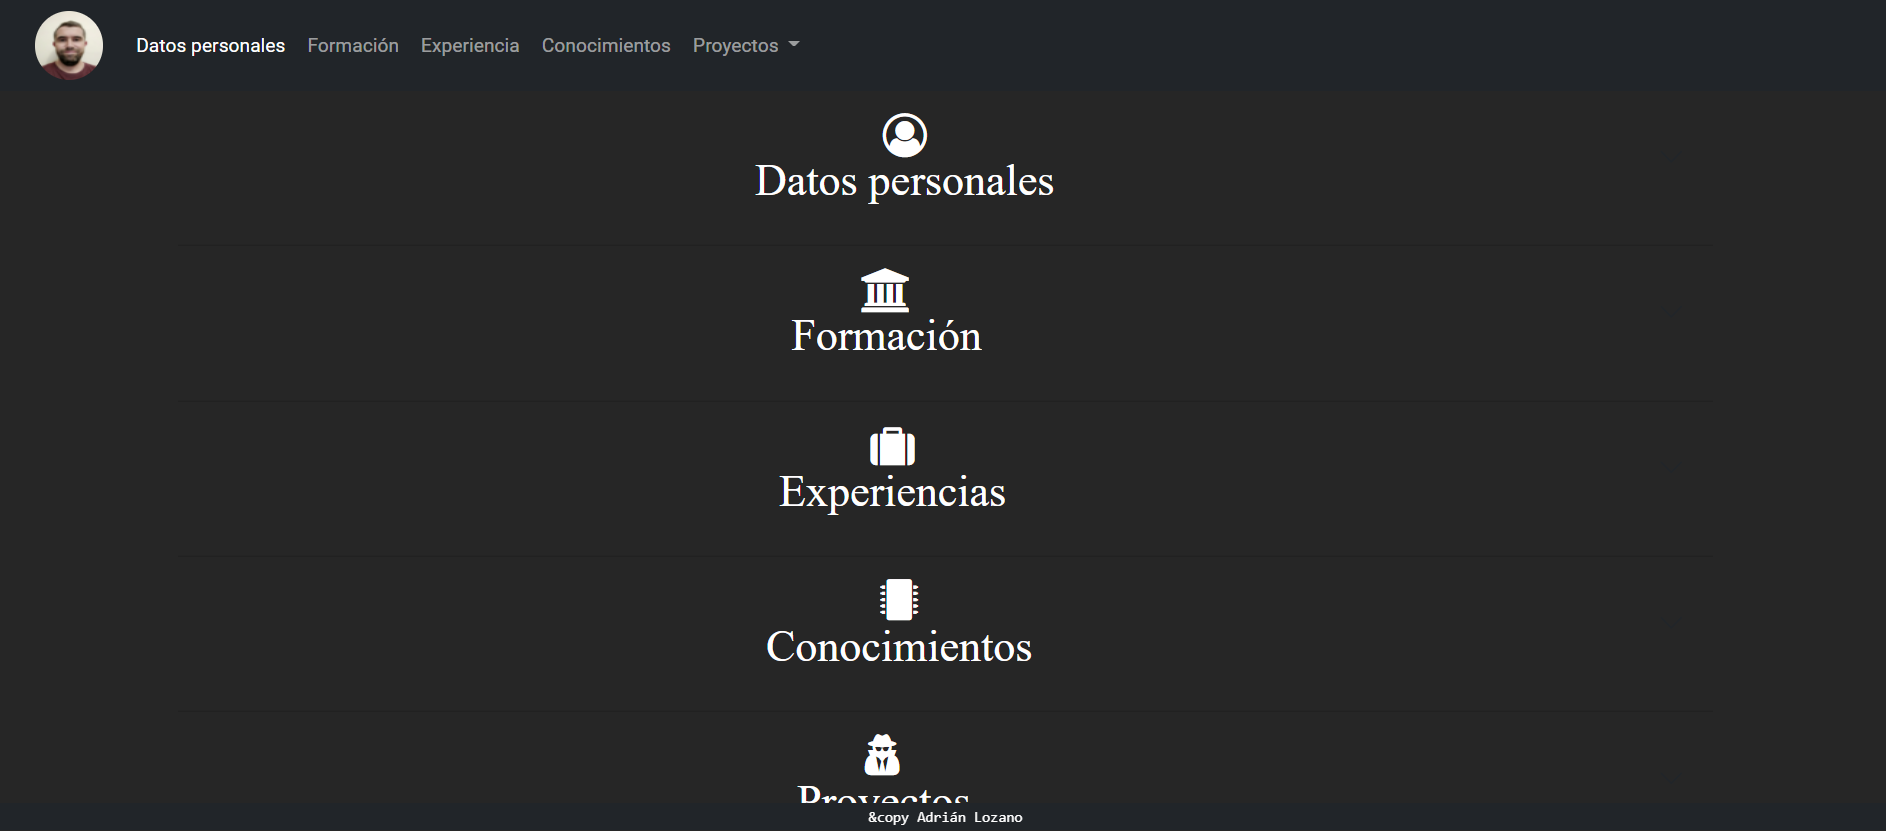 Datos personales Formación Experiencia Conocimientos Proyectos
Datos personales
Formación
Experiencias
Conocimientos
Proyectos
&copy Adrián Lozano